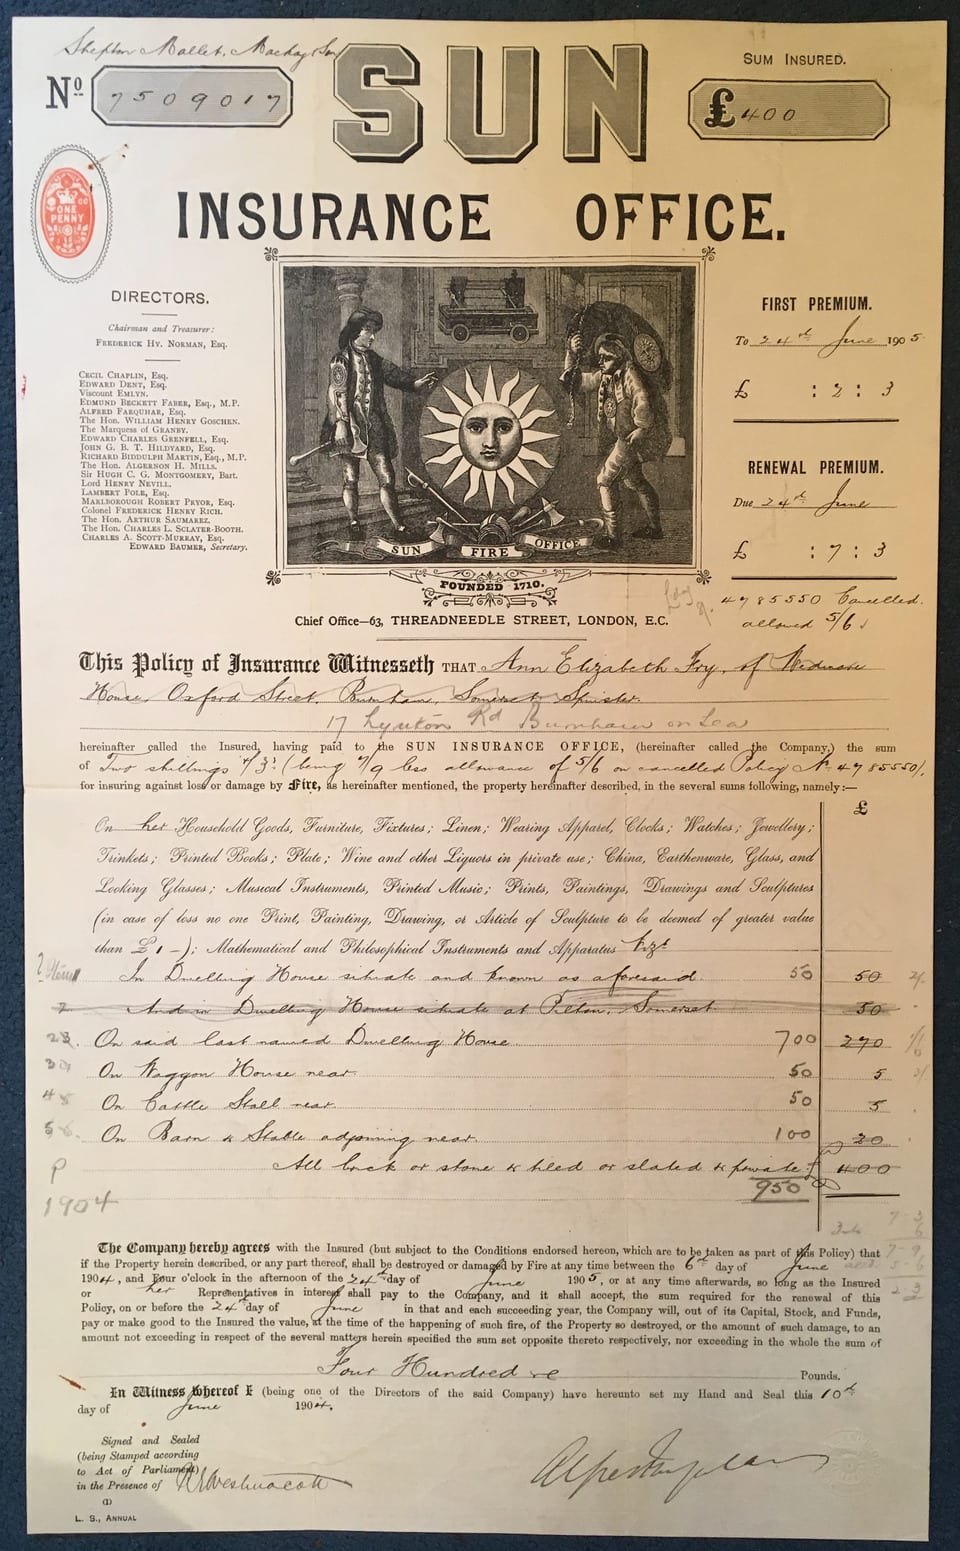 Shepton Mallet, Mackay & Son
No. 7509017
SUN
SUM INSURED.
£400
INSURANCE OFFICE.
ONE PENNY
DIRECTORS.
Chairman and Treasurer:
FREDERICK HY. NORMAN, Esq.
CECIL CHAPLIN, Esq.
EDWARD DENT, Esq.
Viscount EMLYN.
EDMUND BECKETT FABER, Esq., M.P.
ALFRED FARQUHAR, Esq.
The Hon. WILLIAM HENRY GOSCHEN.
The Marquess of GRANBY.
EDWARD CHARLES GRENFELL, Esq.
JOHN G. B. T. HILDYARD, Esq.
RICHARD BIDDULPH MARTIN, Esq., M.P.
The Hon. ALGERNON H. MILLS.
Sir HUGH C. G. MONTGOMERY, Bart.
Lord HENRY NEVILL.
LAMBERT POLE, Esq.
MARLBOROUGH ROBERT PRYOR, Esq.
Colonel FREDERICK HENRY RICH.
The Hon. ARTHUR SAUMAREZ.
The Hon. CHARLES L. SCLATER-BOOTH.
CHARLES A. SCOTT-MURRAY, Esq.
EDWARD BAUMER, Secretary.
SUN FIRE OFFICE
FOUNDED 1710.
Chief Office—63, THREADNEEDLE STREET, LONDON, E.C.
FIRST PREMIUM.
To 24th June 1905
£ : 2 : 3
RENEWAL PREMIUM.
Due 24th June
£ : 7 : 3
4785550 Cancelled.
allowed 5/6
This Policy of Insurance Witnesseth THAT Ann Elizabeth Fry, of
House, Oxford Street, Burnham, Somerset, Spinster.
17 Lynton Rd Burnham on Sea
hereinafter called the Insured, having paid to the SUN INSURANCE OFFICE, (hereinafter called the Company,) the sum
of Two shillings & /3d (being 7/9 less allowance of 5/6 on cancelled Policy No 4785550)
for insuring against loss or damage by Fire, as hereinafter mentioned, the property hereinafter described, in the several sums following, namely:—
£
On her Household Goods, Furniture, Fixtures; Linen; Wearing Apparel, Clocks; Watches; Jewellery;
Trinkets; Printed Books; Plate; Wine and other Liquors in private use; China, Earthenware, Glass, and
Looking Glasses; Musical Instruments, Printed Music; Prints, Paintings, Drawings and Sculptures
(in case of loss no one Print, Painting, Drawing, or Article of Sculpture to be deemed of greater value
than £1 -); Mathematical and Philosophical Instruments and Apparatus vizt
In Dwelling House situate and known as aforesaid 50 50 2/-
2 And in Dwelling House situate at Pilton, Somerset 50
23. On said last named Dwelling House 700 270
On Waggon House near 50 5 2/
On Cattle Stall near 50 5
On Barn & Stable adjoining near. 100 20
All brick or stone & tiled or slated & private £ 400
950
1904
7-3
6
7-9
5-6
2-3
The Company hereby agrees with the Insured (but subject to the Conditions endorsed hereon, which are to be taken as part of this Policy) that
if the Property herein described, or any part thereof, shall be destroyed or damaged by Fire at any time between the 6th day of June
1904, and Four o'clock in the afternoon of the 24th day of June 1905, or at any time afterwards, so long as the Insured
or her Representatives in interest shall pay to the Company, and it shall accept, the sum required for the renewal of this
Policy, on or before the 24th day of June in that and each succeeding year, the Company will, out of its Capital, Stock, and Funds,
pay or make good to the Insured the value, at the time of the happening of such fire, of the Property so destroyed, or the amount of such damage, to an
amount not exceeding in respect of the several matters herein specified the sum set opposite thereto respectively, nor exceeding in the whole the sum of
Four Hundred Pounds.
In Witness whereof I (being one of the Directors of the said Company) have hereunto set my Hand and Seal this 10th
day of June 1904.
Signed and Sealed
(being Stamped according
to Act of Parliament)
in the Presence of
(1)
L. S., ANNUAL